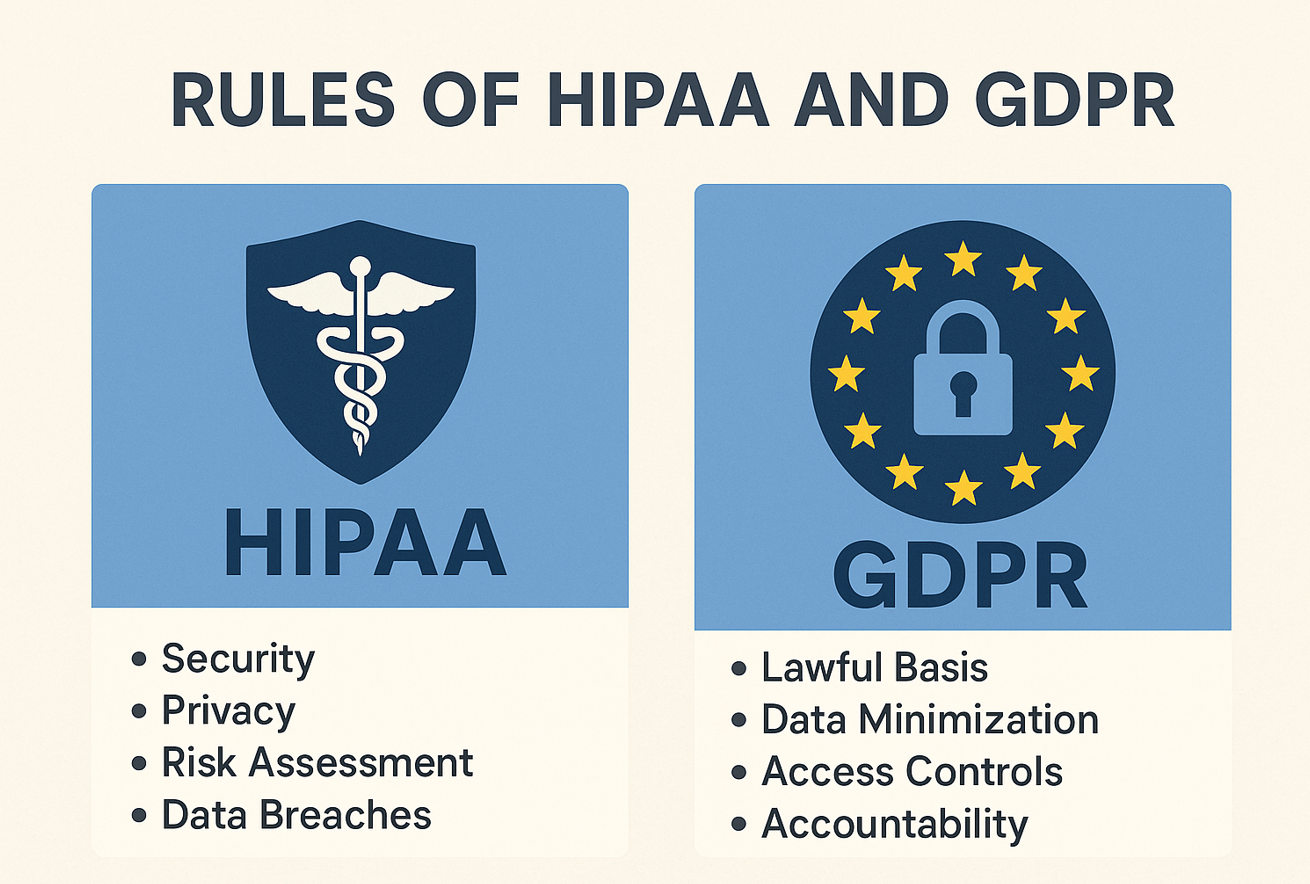 RULES OF HIPAA AND GDPR
HIPAA
• Security
• Privacy
• Risk Assessment
• Data Breaches
GDPR
• Lawful Basis
• Data Minimization
• Access Controls
• Accountability